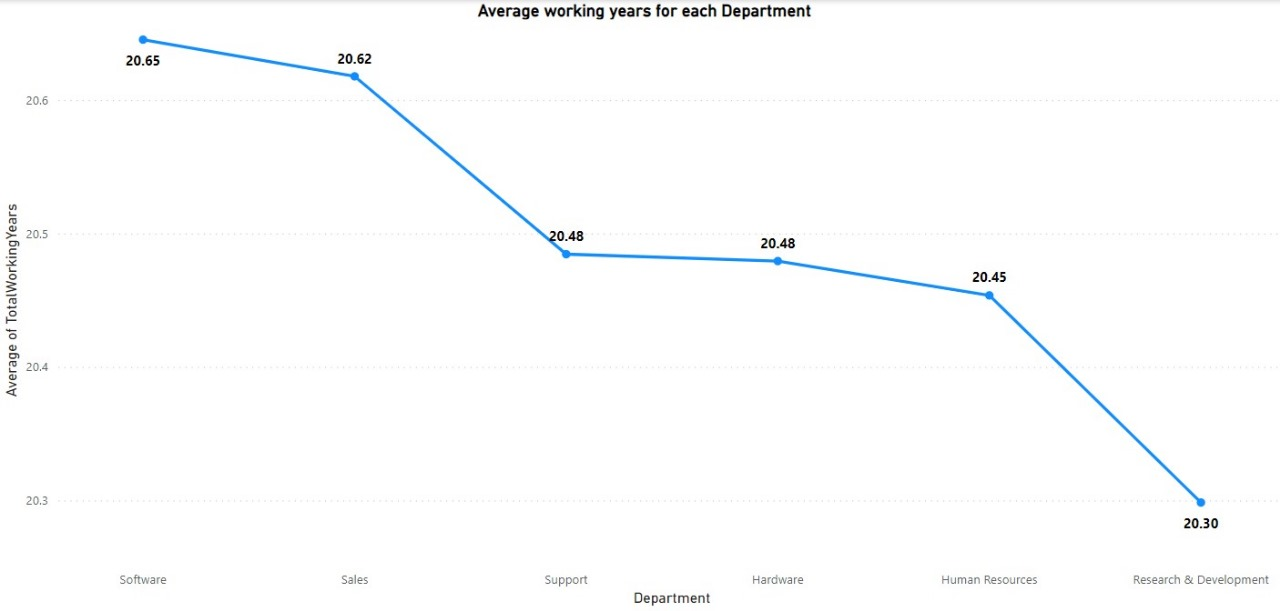 Average working years for each Department
20.65
20.62
20.48
20.48
20.45
20.30
20.6
20.5
20.4
20.3
Average of TotalWorkingYears
Software
Sales
Support
Hardware
Human Resources
Research & Development
Department